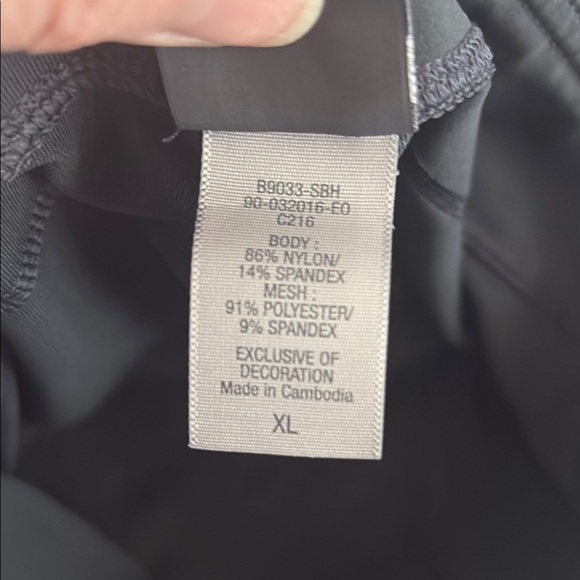 B9033-SBH
90-032016-EO
C216
BODY :
86% NYLON/
14% SPANDEX
MESH :
91% POLYESTER/
9% SPANDEX
EXCLUSIVE OF
DECORATION
Made in Cambodia
XL